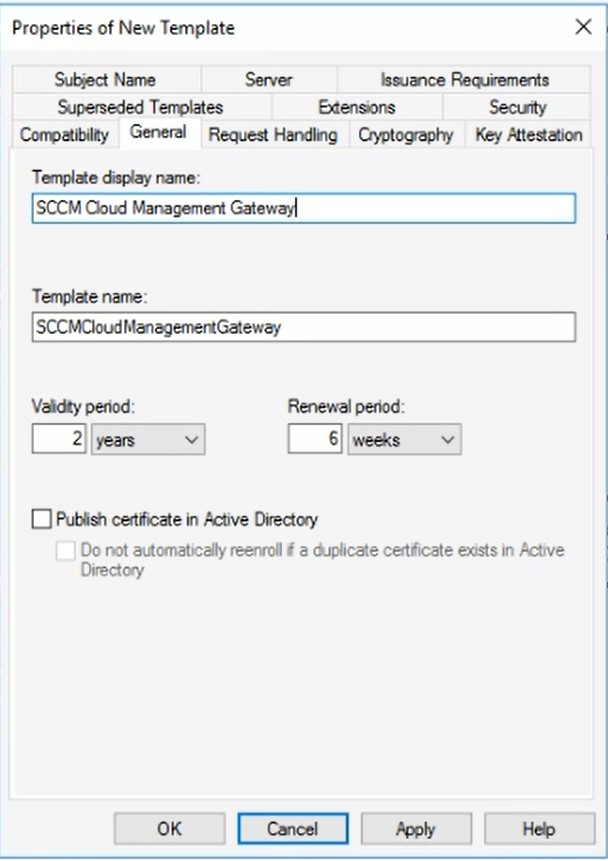 Properties of New Template
Subject Name Server Issuance Requirements
Superseded Templates Extensions Security
Compatibility General Request Handling Cryptography Key Attestation
Template display name:
SCCM Cloud Management Gateway
Template name:
SCCMCloudManagementGateway
Validity period: Renewal period:
2 years 6 weeks
Publish certificate in Active Directory
Do not automatically reenroll if a duplicate certificate exists in Active
Directory
OK Cancel Apply Help